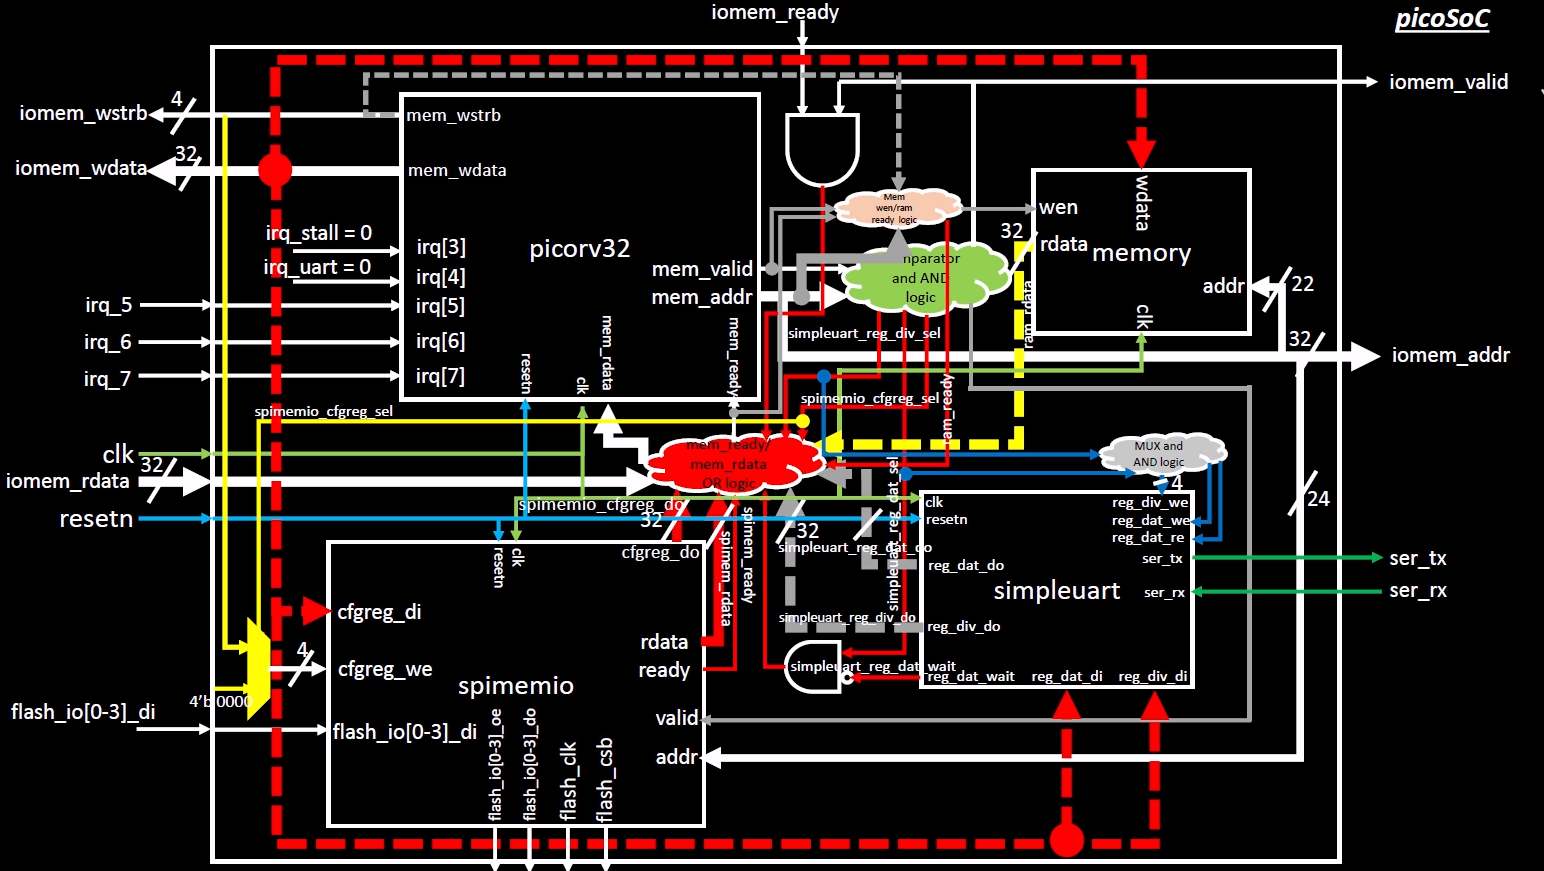 iomem_ready
picoSoC
iomem_valid
iomem_wstrb
4
mem_wstrb
iomem_wdata
32
mem_wdata
wdata
Mem
wen/ram
ready logic
wen
32
rdata
memory
irq_stall = 0
irq[3]
picorv32
irq_uart = 0
irq[4]
mem_valid
mparator
and AND
logic
addr
22
irq_5
irq[5]
mem_addr
ram_rdata
clk
irq_6
irq[6]
mem_rdata
mem_ready
simpleuart_reg_div_sel
32
iomem_addr
irq_7
irq[7]
resetn
clk
spimemio_cfgreg_sel
spimemio_cfgreg_sel
ram_ready
clk
32
iomem_rdata
mem_ready/
mem_rdata
OR logic
MUX and
AND logic
4
24
resetn
spimemio_cfgreg_do
32
simpleuart_reg_dat_sel
clk
resetn
reg_div_we
reg_dat_we
reg_dat_re
resetn
clk
cfgreg_do
spimem_rdata
spimem_ready
32
simpleuart_reg_dat_do
reg_dat_do
ser_tx
ser_tx
simpleuart
ser_rx
ser_rx
cfgreg_di
simpleuart_reg_div_do
reg_div_do
rdata
4
cfgreg_we
ready
simpleuart_reg_dat_wait
reg_dat_wait
reg_dat_di
reg_div_di
spimemio
4’b 0000
flash_io[0-3]_di
flash_io[0-3]_di
valid
addr
flash_io[0-3]_oe
flash_io[0-3]_do
flash_clk
flash_csb